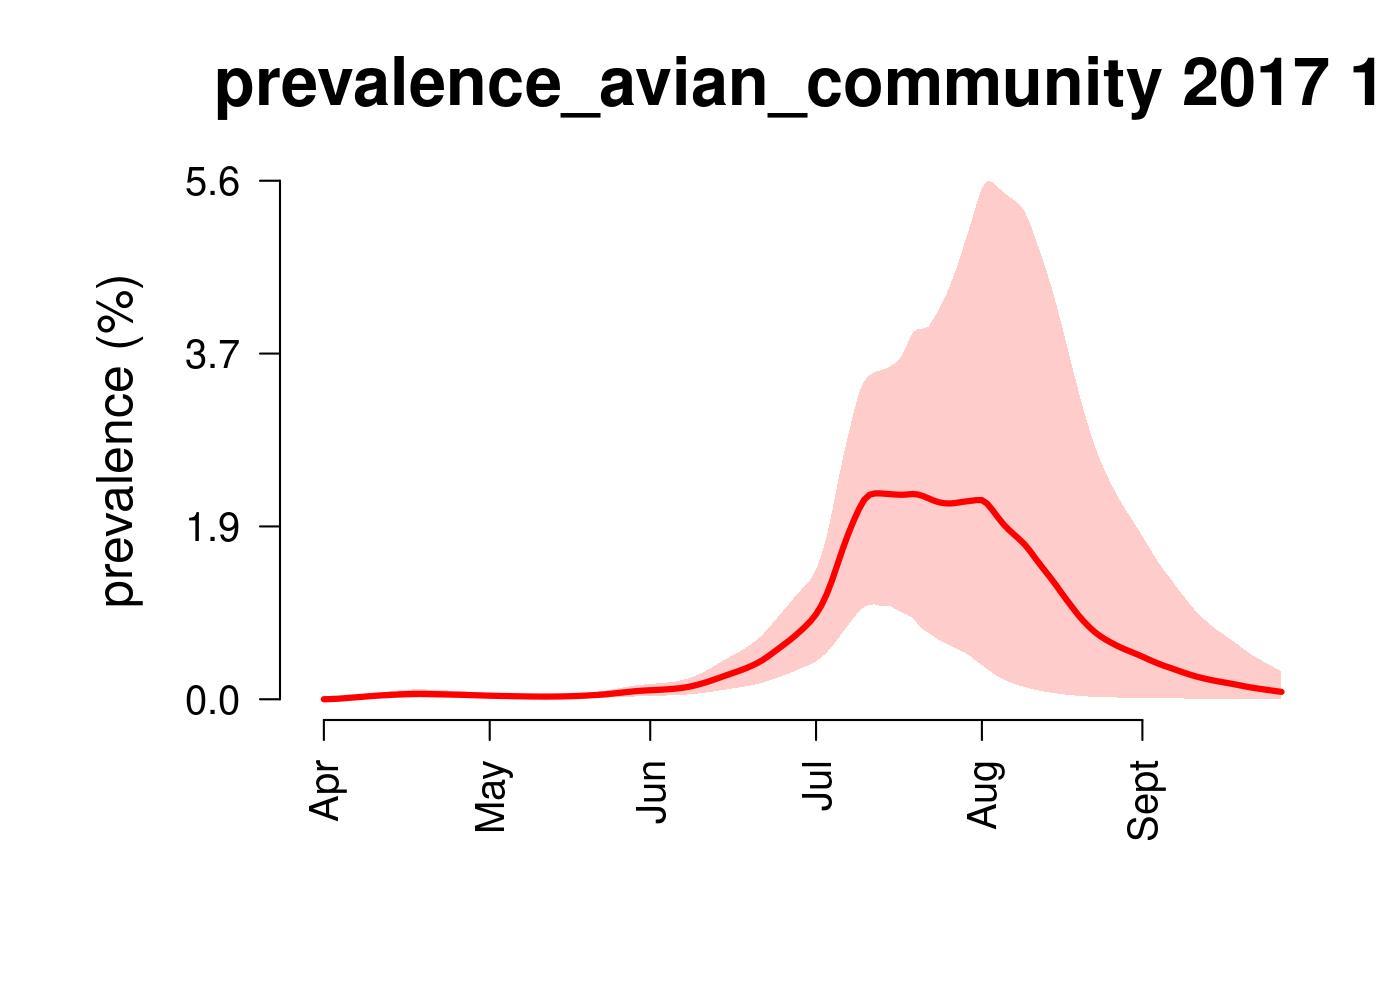 prevalence_avian_community 2017 1
prevalence (%)
5.6
3.7
1.9
0.0
Apr
May
Jun
Jul
Aug
Sept